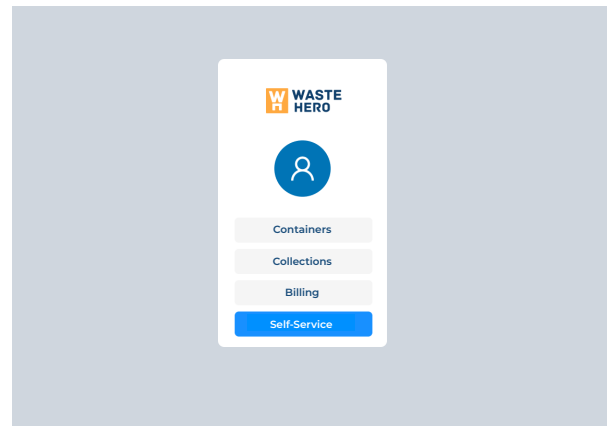 WASTE
HERO
Containers
Collections
Billing
Self-Service